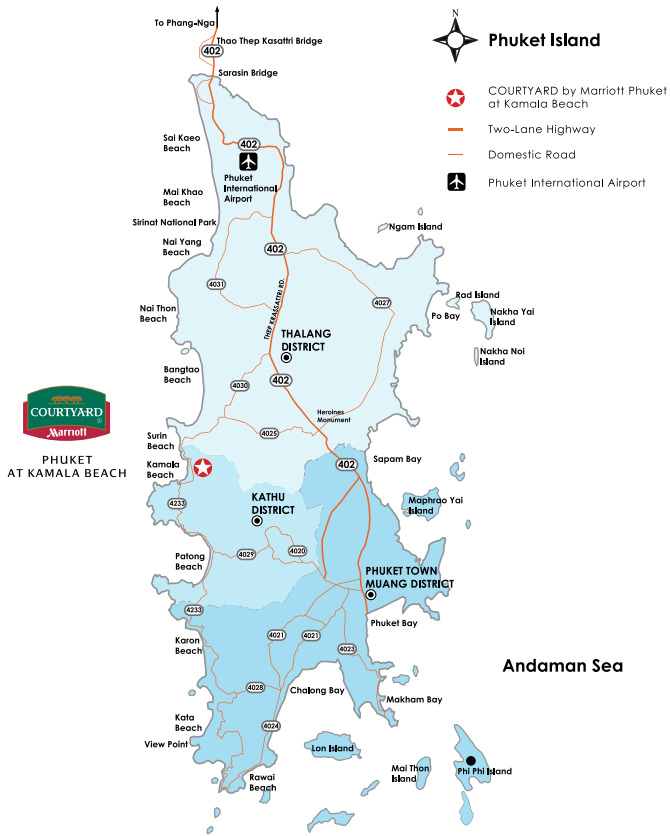 N
Phuket Island
COURTYARD by Marriott Phuket
at Kamala Beach
Two-Lane Highway
Domestic Road
Phuket International Airport
To Phang-Nga
Thao Thep Kasattri Bridge
402
Sarasin Bridge
Sai Kaeo
Beach
402
Phuket
International
Airport
Mai Khao
Beach
Sirinat National Park
Nai Yang
Beach
Ngam Island
402
4031
4027
Rad Island
Nai Thon
Beach
THEP KRASSATTRI RD.
Po Bay
Nakha Yai
Island
THALANG
DISTRICT
Nakha Noi
Island
Bangtao
Beach
4030
402
Heroines
Monument
COURTYARD
Marriott
PHUKET
AT KAMALA BEACH
Surin
Beach
4025
Kamala
Beach
402
Sapam Bay
4233
KATHU
DISTRICT
Maphrao Yai
Island
Patong
Beach
4029
4020
PHUKET TOWN
MUANG DISTRICT
4233
Phuket Bay
Karon
Beach
4021
4021
4023
Andaman Sea
4028
Chalong Bay
Makham Bay
Kata
Beach
4024
View Point
Lon Island
Mai Thon
Island
Phi Phi Island
Rawai
Beach